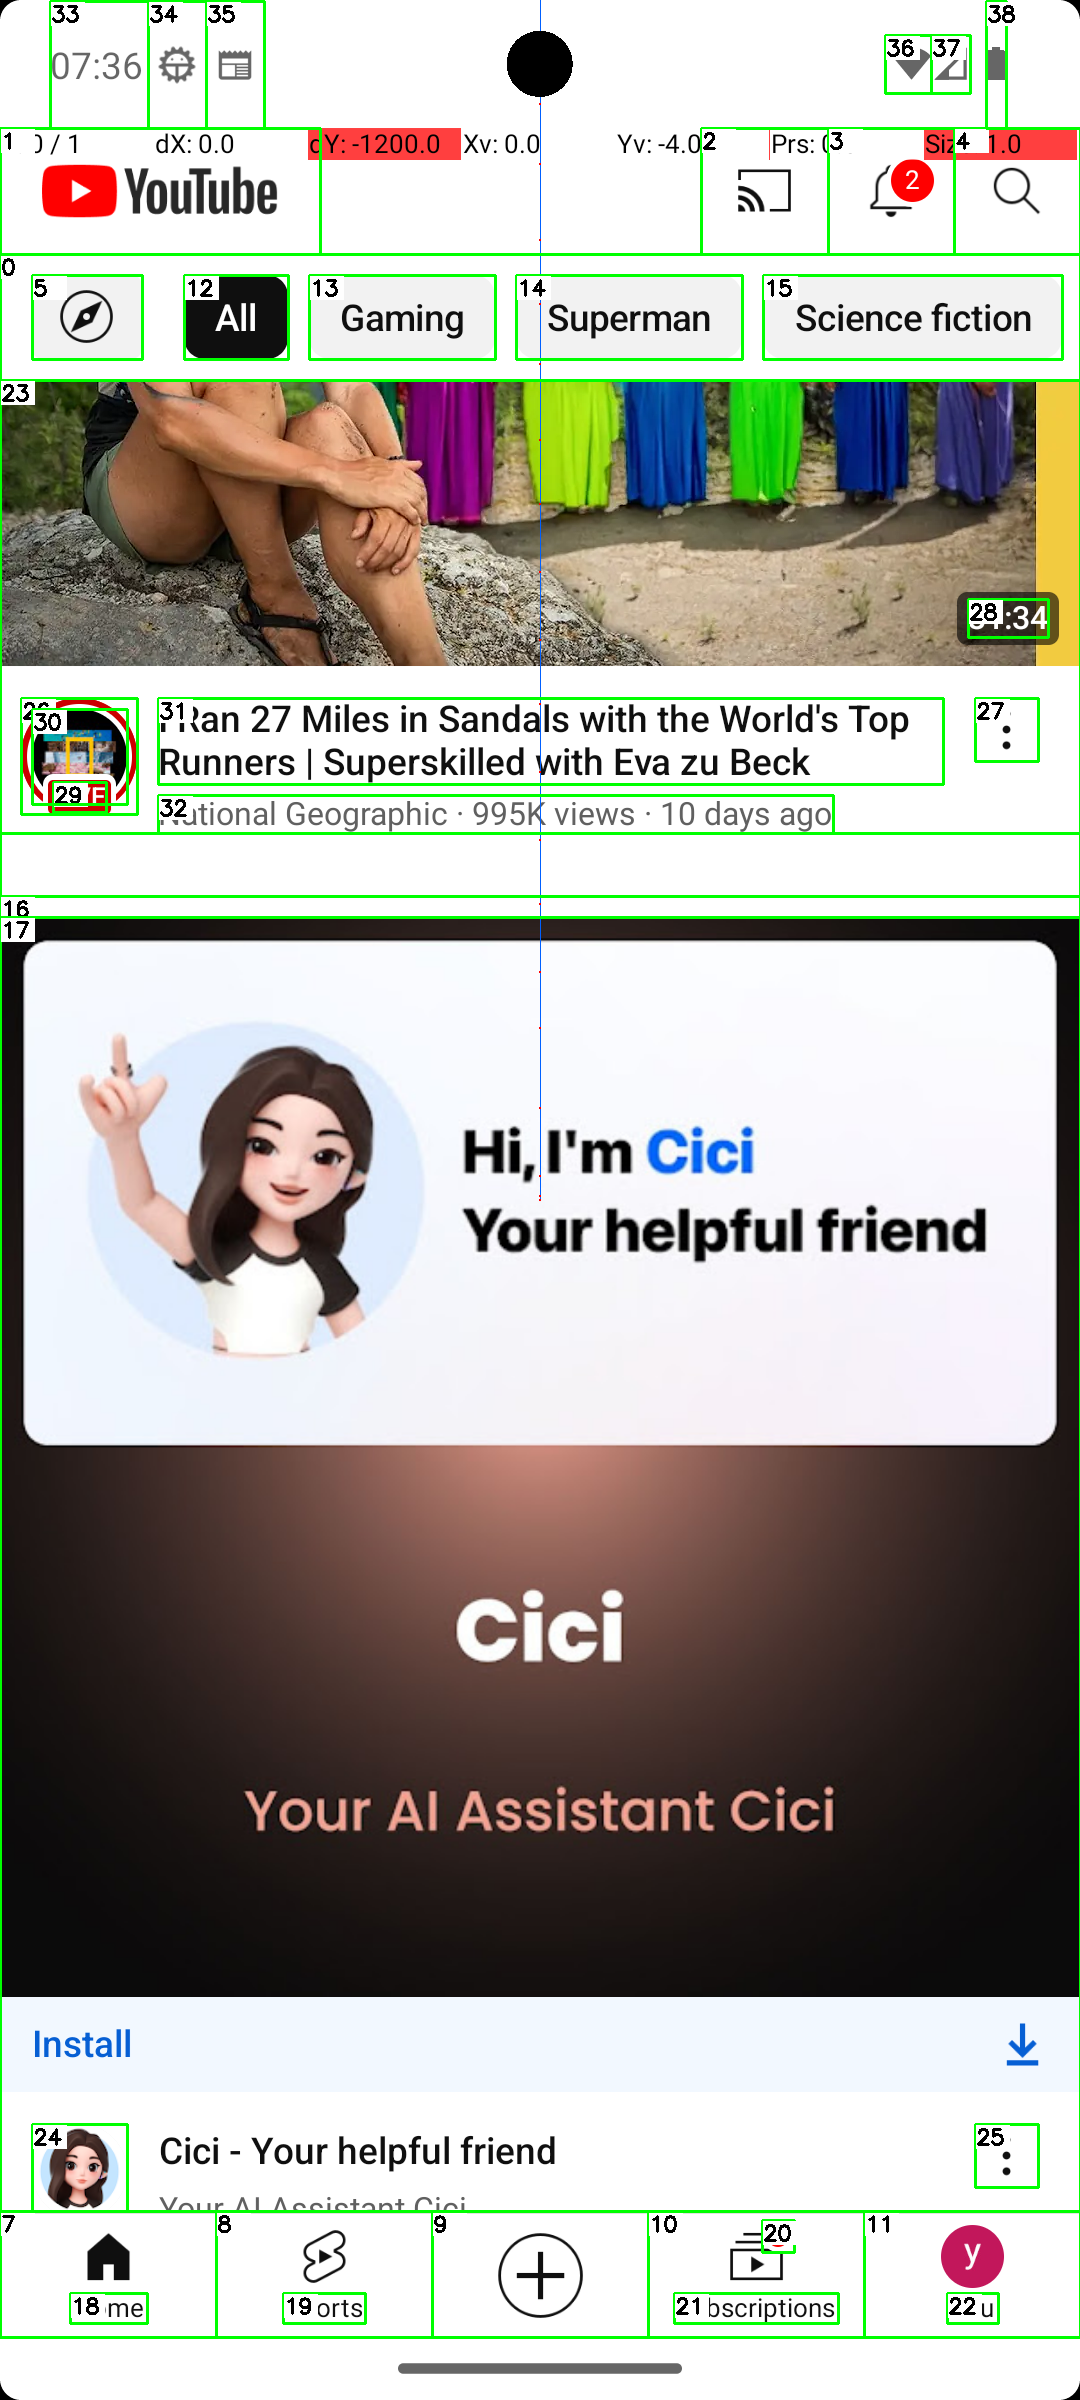 33 34 35 38
07:36 36 37
1 0 / 1 dX: 0.0 dY: -1200.0 Xv: 0.0 Yv: -4.0 2 Prs: 3 4 1.0
YouTube 2
0
5 12 All 13 Gaming 14 Superman 15 Science fiction
23
28 :34
30 31 Ran 27 Miles in Sandals with the World's Top 27
Runners | Superskilled with Eva zu Beck
29 32 National Geographic · 995K views · 10 days ago
16
17
Hi, I'm Cici
Your helpful friend
Cici
Your AI Assistant Cici
Install
24 Cici - Your helpful friend 25
Your AI Assistant Cici
7 8 9 10 20 11
y
18 me 19 orts 21 bscriptions 22 u